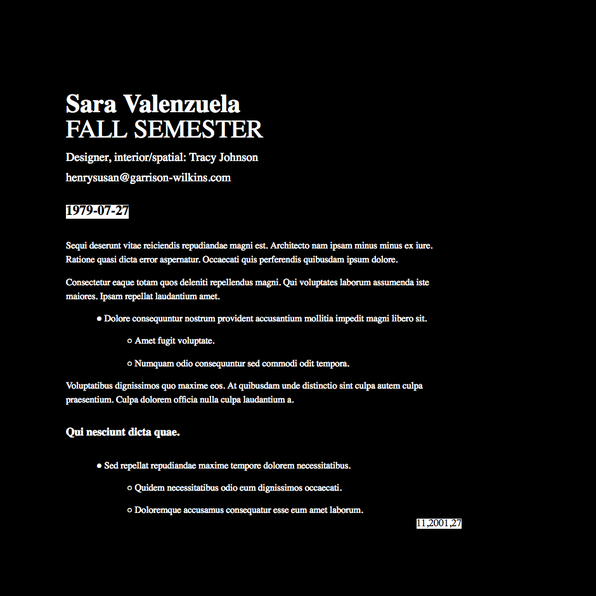 Sara Valenzuela
FALL SEMESTER
Designer, interior/spatial: Tracy Johnson
henrysusan@garrison-wilkins.com
1979-07-27
Sequi deserunt vitae reiciendis repudiandae magni est. Architecto nam ipsam minus minus ex iure.
Ratione quasi dicta error aspernatur. Occaecati quis perferendis quibusdam ipsum dolore.
Consectetur eaque totam quos deleniti repellendus magni. Qui voluptates laborum assumenda iste
maiores. Ipsam repellat laudantium amet.
● Dolore consequuntur nostrum provident accusantium mollitia impedit magni libero sit.
○ Amet fugit voluptate.
○ Numquam odio consequuntur sed commodi odit tempora.
Voluptatibus dignissimos quo maxime eos. At quibusdam unde distinctio sint culpa autem culpa
praesentium. Culpa dolorem officia nulla culpa laudantium a.
Qui nesciunt dicta quae.
● Sed repellat repudiandae maxime tempore dolorem necessitatibus.
○ Quidem necessitatibus odio eum dignissimos occaecati.
○ Doloremque accusamus consequatur esse eum amet laborum.
11,2001,27